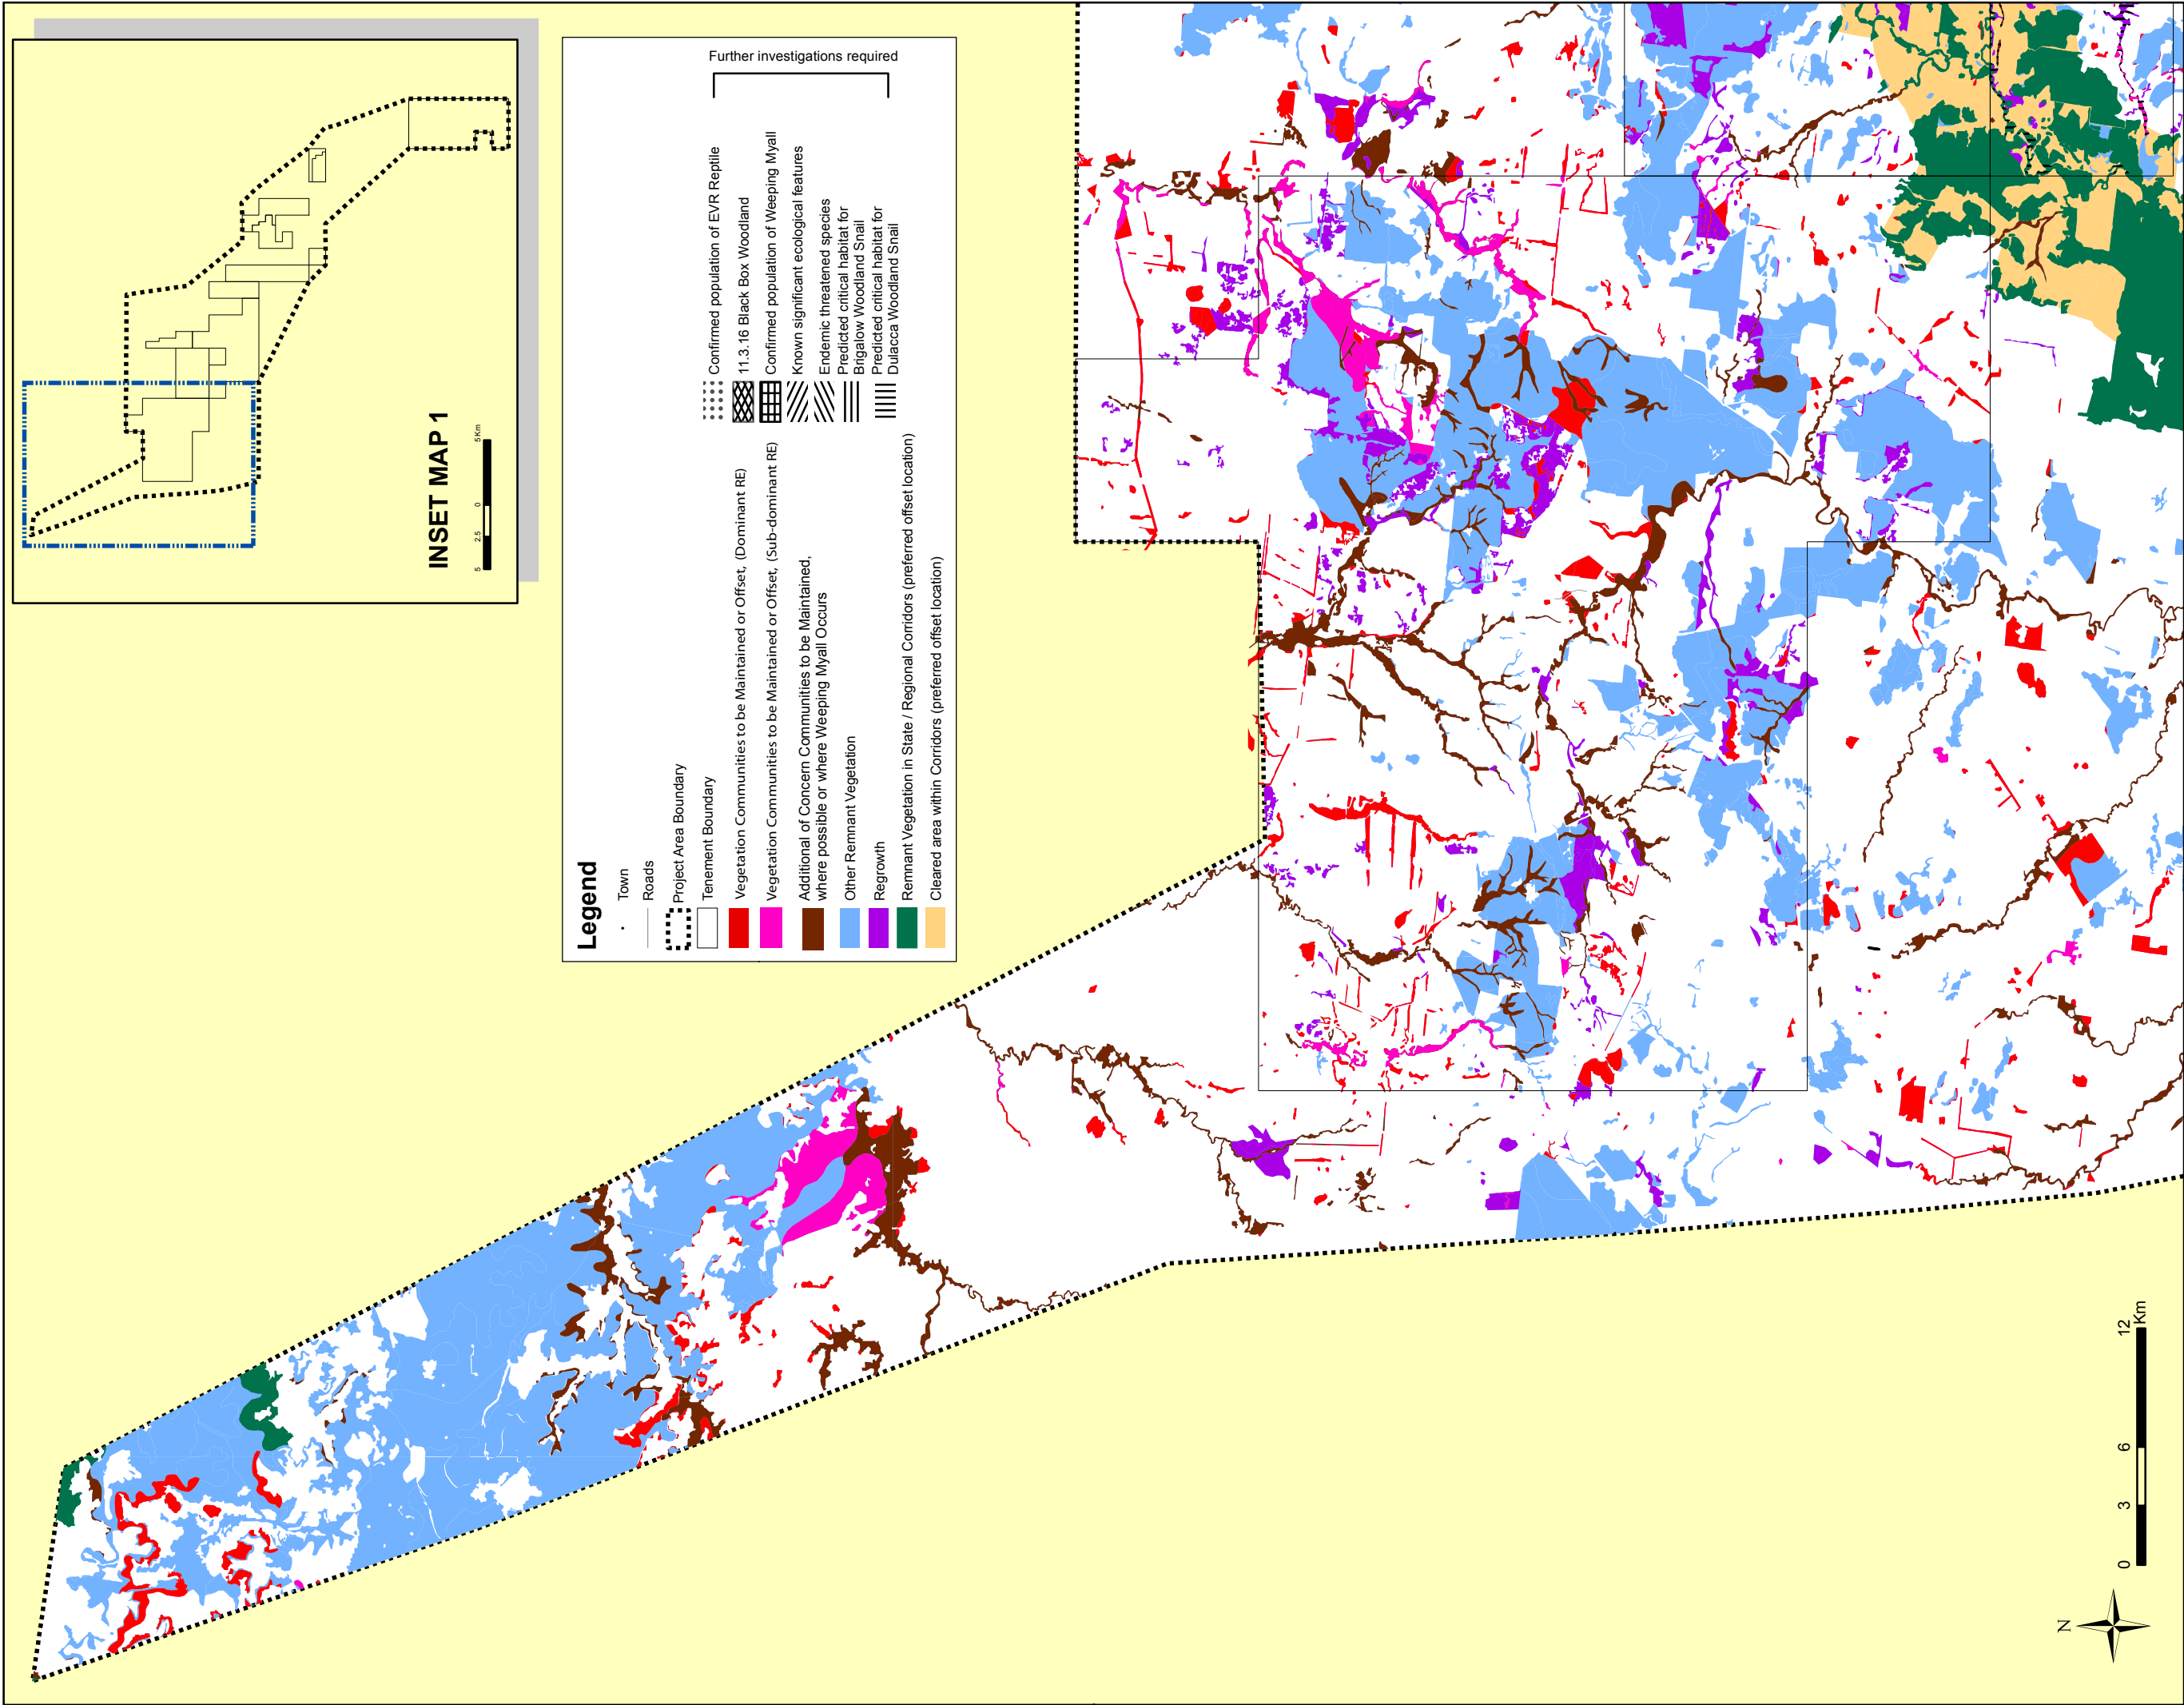 INSET MAP 1
5 2.5 0 5 Km
Legend
Town
Roads
Project Area Boundary
Tenement Boundary
Vegetation Communities to be Maintained or Offset, (Dominant RE)
Vegetation Communities to be Maintained or Offset, (Sub-dominant RE)
Additional of Concern Communities to be Maintained,
where possible or where Weeping Myall Occurs
Other Remnant Vegetation
Regrowth
Remnant Vegetation in State / Regional Corridors (preferred offset location)
Cleared area within Corridors (preferred offset location)
Confirmed population of EVR Reptile
11.3.16 Black Box Woodland
Confirmed population of Weeping Myall
Known significant ecological features
Endemic threatened species
Predicted critical habitat for
Brigalow Woodland Snail
Predicted critical habitat for
Dulacca Woodland Snail
Further investigations required
N
0 3 6 12
Km